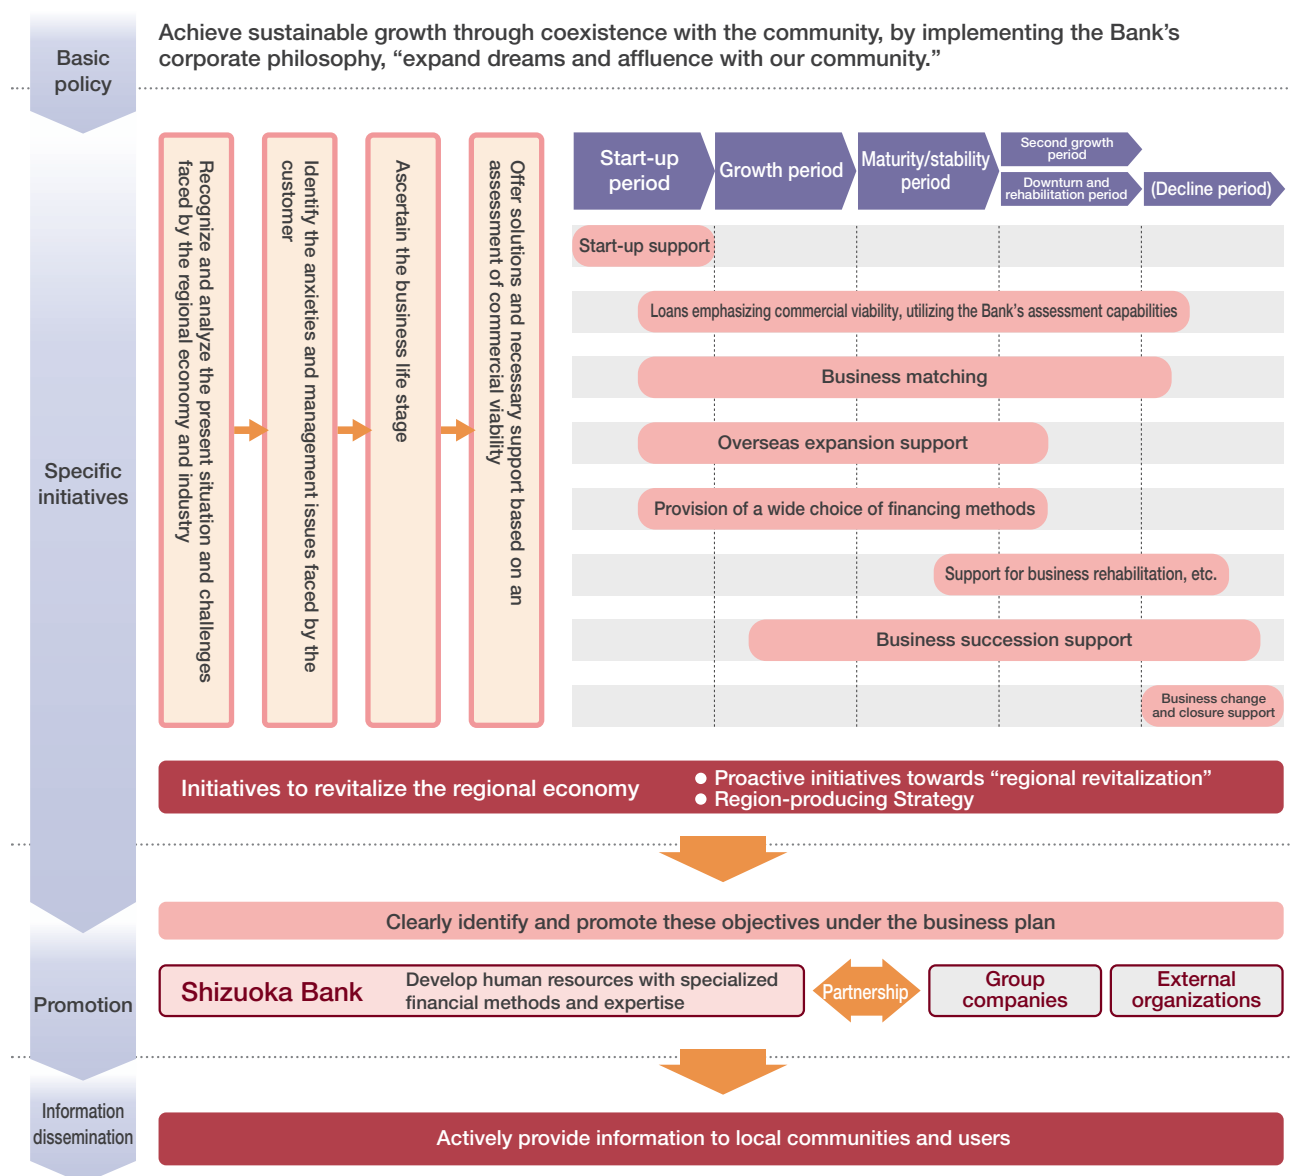 Basic
policy
Achieve sustainable growth through coexistence with the community, by implementing the Bank’s
corporate philosophy, “expand dreams and affluence with our community.”
Specific
initiatives
Recognize and analyze the present situation and challenges
faced by the regional economy and industry
Identify the anxieties and management issues faced by the
customer
Ascertain the business life stage
Offer solutions and necessary support based on an
assessment of commercial viability
Start-up
period
Growth period
Maturity/stability
period
Second growth
period
Downturn and
rehabilitation period
(Decline period)
Start-up support
Loans emphasizing commercial viability, utilizing the Bank’s assessment capabilities
Business matching
Overseas expansion support
Provision of a wide choice of financing methods
Support for business rehabilitation, etc.
Business succession support
Business change
and closure support
Initiatives to revitalize the regional economy
● Proactive initiatives towards “regional revitalization”
● Region-producing Strategy
Clearly identify and promote these objectives under the business plan
Promotion
Shizuoka Bank
Develop human resources with specialized
financial methods and expertise
Partnership
Group
companies
External
organizations
Information
dissemination
Actively provide information to local communities and users